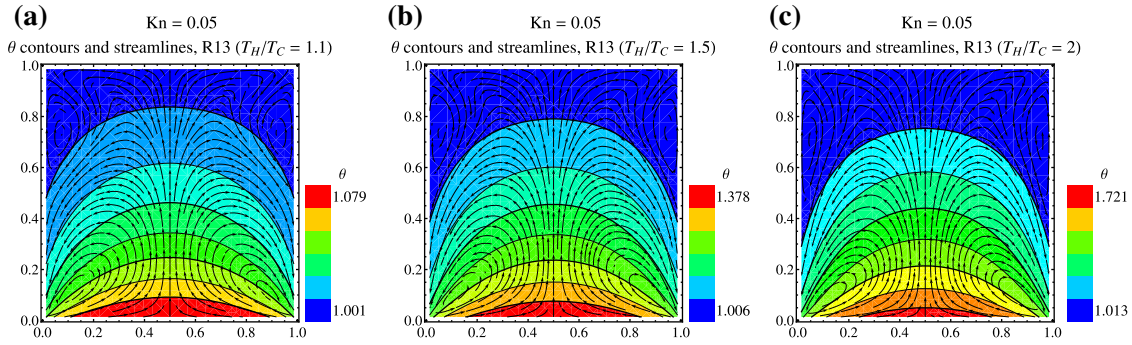 (a)
Kn = 0.05
θ contours and streamlines, R13 (T_H/T_C = 1.1)
1.0
0.8
0.6
0.4
0.2
0.0
0.0 0.2 0.4 0.6 0.8 1.0
θ
1.079
1.001
(b)
Kn = 0.05
θ contours and streamlines, R13 (T_H/T_C = 1.5)
1.0
0.8
0.6
0.4
0.2
0.0
0.0 0.2 0.4 0.6 0.8 1.0
θ
1.378
1.006
(c)
Kn = 0.05
θ contours and streamlines, R13 (T_H/T_C = 2)
1.0
0.8
0.6
0.4
0.2
0.0
0.0 0.2 0.4 0.6 0.8 1.0
θ
1.721
1.013